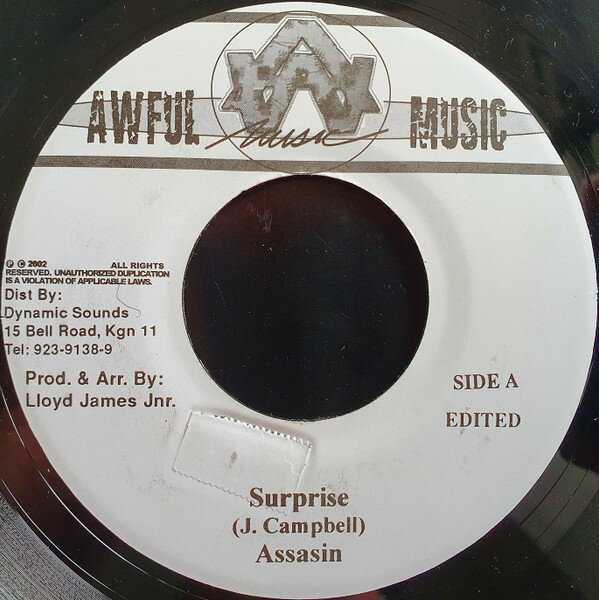 AWFUL MUSIC
Music
℗ © 2002 ALL RIGHTS
RESERVED. UNAUTHORIZED DUPLICATION
IS A VIOLATION OF APPLICABLE LAWS.
Dist By:
Dynamic Sounds
15 Bell Road, Kgn 11
Tel: 923-9138-9
Prod. & Arr. By:
Lloyd James Jnr.
SIDE A
EDITED
Surprise
(J. Campbell)
Assasin